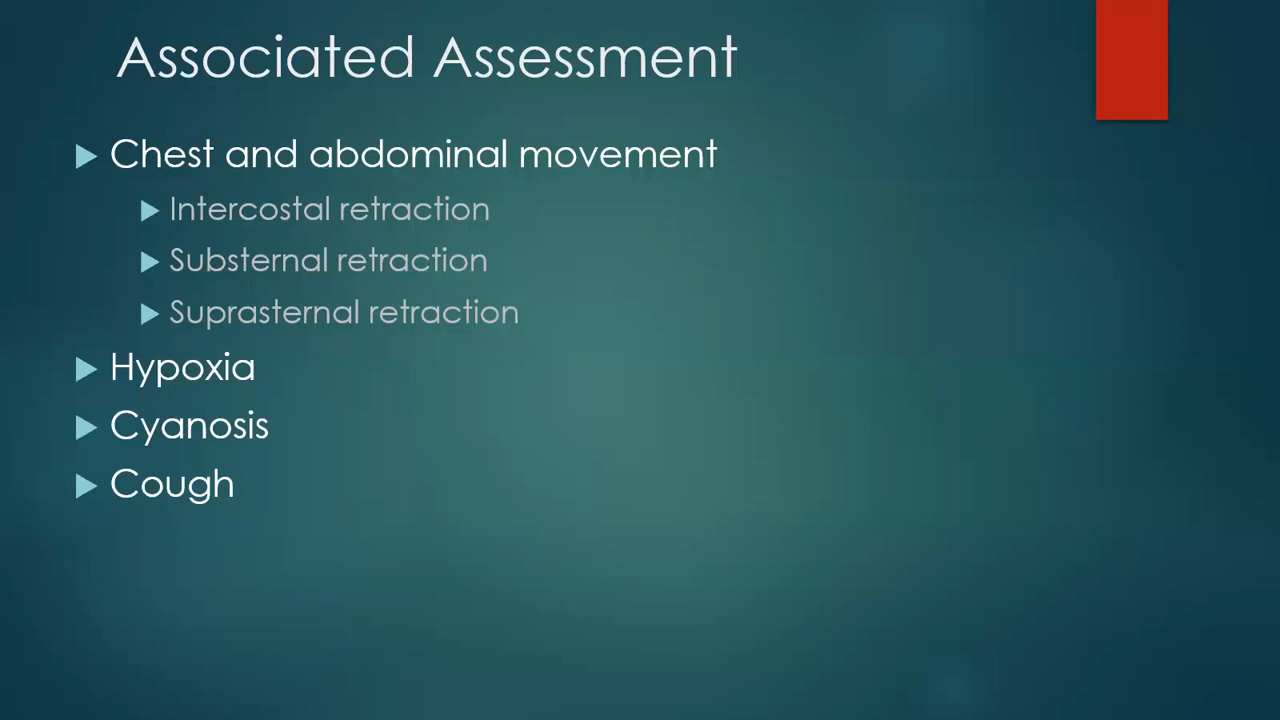 Associated Assessment
Chest and abdominal movement
Intercostal retraction
Substernal retraction
Suprasternal retraction
Hypoxia
Cyanosis
Cough